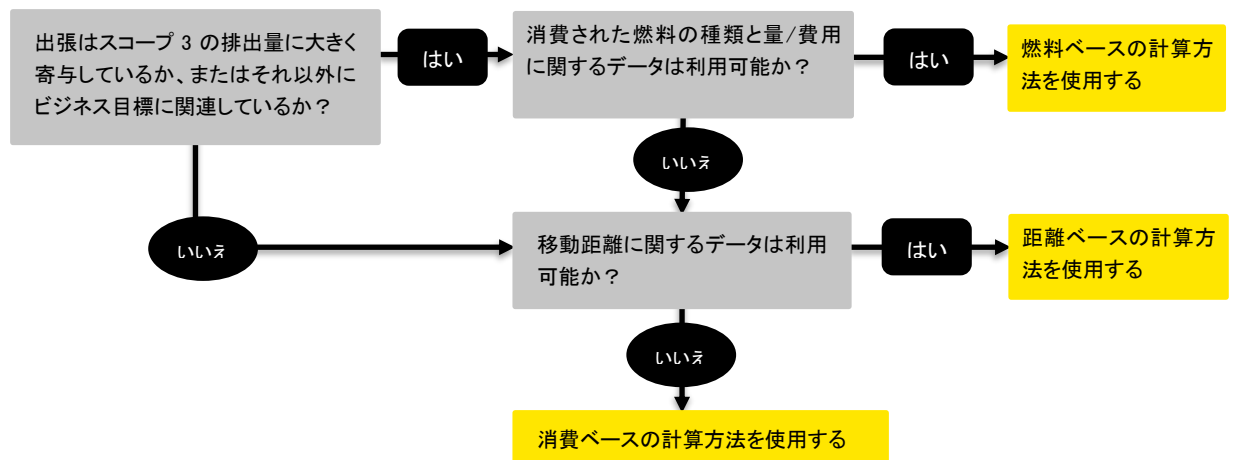 出張はスコープ 3 の排出量に大きく
寄与しているか、またはそれ以外に
ビジネス目標に関連しているか？
はい
消費された燃料の種類と量/費用
に関するデータは利用可能か？
はい
燃料ベースの計算方
法を使用する
いいえ
いいえ
移動距離に関するデータは利用
可能か？
はい
距離ベースの計算方
法を使用する
いいえ
消費ベースの計算方法を使用する